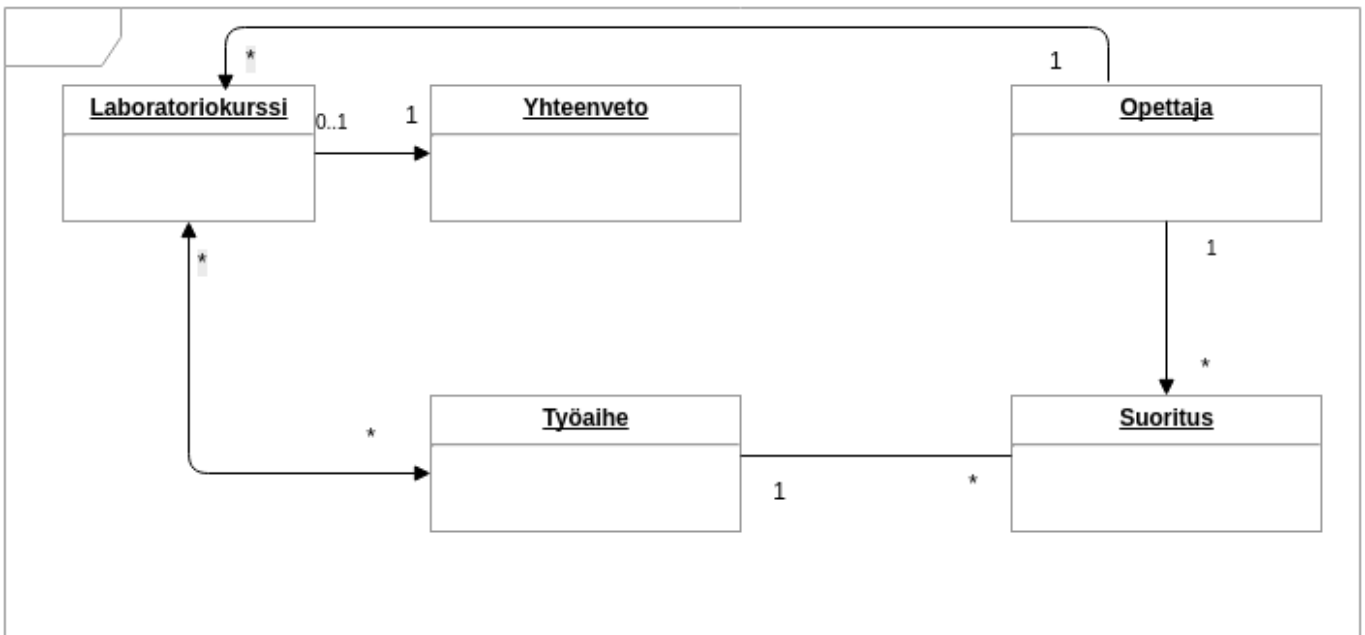 * 1
Laboratoriokurssi Yhteenveto Opettaja
0..1 1
* 1
* *
Työaihe Suoritus
1 *